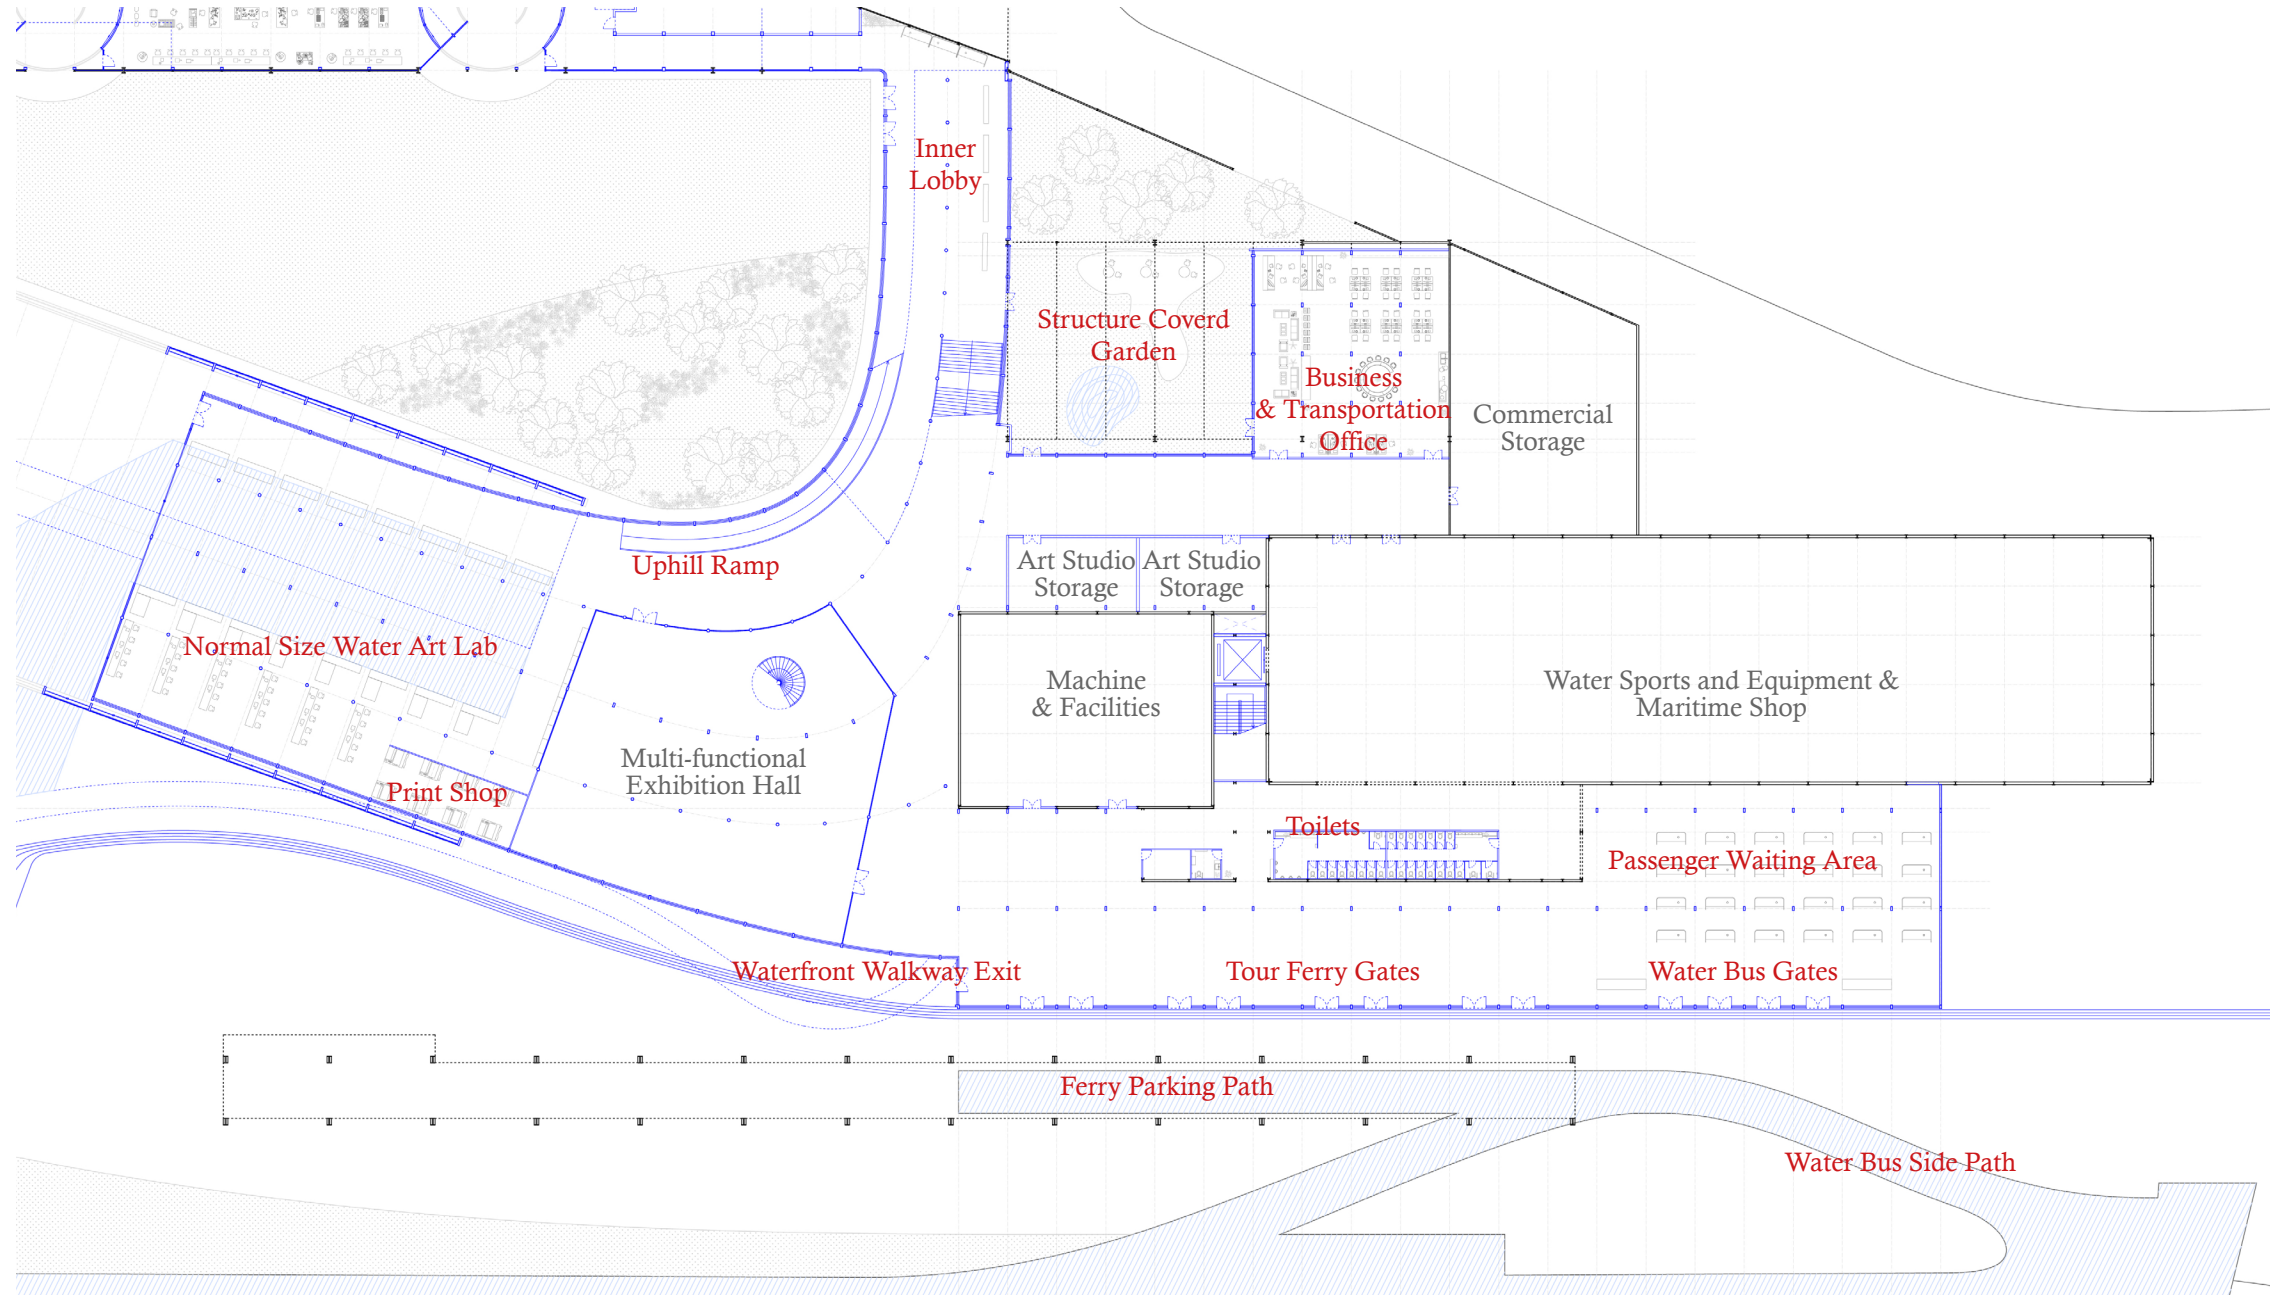 Inner
Lobby
Structure Coverd
Garden
Business
& Transportation
Office
Commercial
Storage
Uphill Ramp
Art Studio
Storage
Art Studio
Storage
Normal Size Water Art Lab
Machine
& Facilities
Water Sports and Equipment &
Maritime Shop
Multi-functional
Exhibition Hall
Print Shop
Toilets
Passenger Waiting Area
Waterfront Walkway Exit
Tour Ferry Gates
Water Bus Gates
Ferry Parking Path
Water Bus Side Path